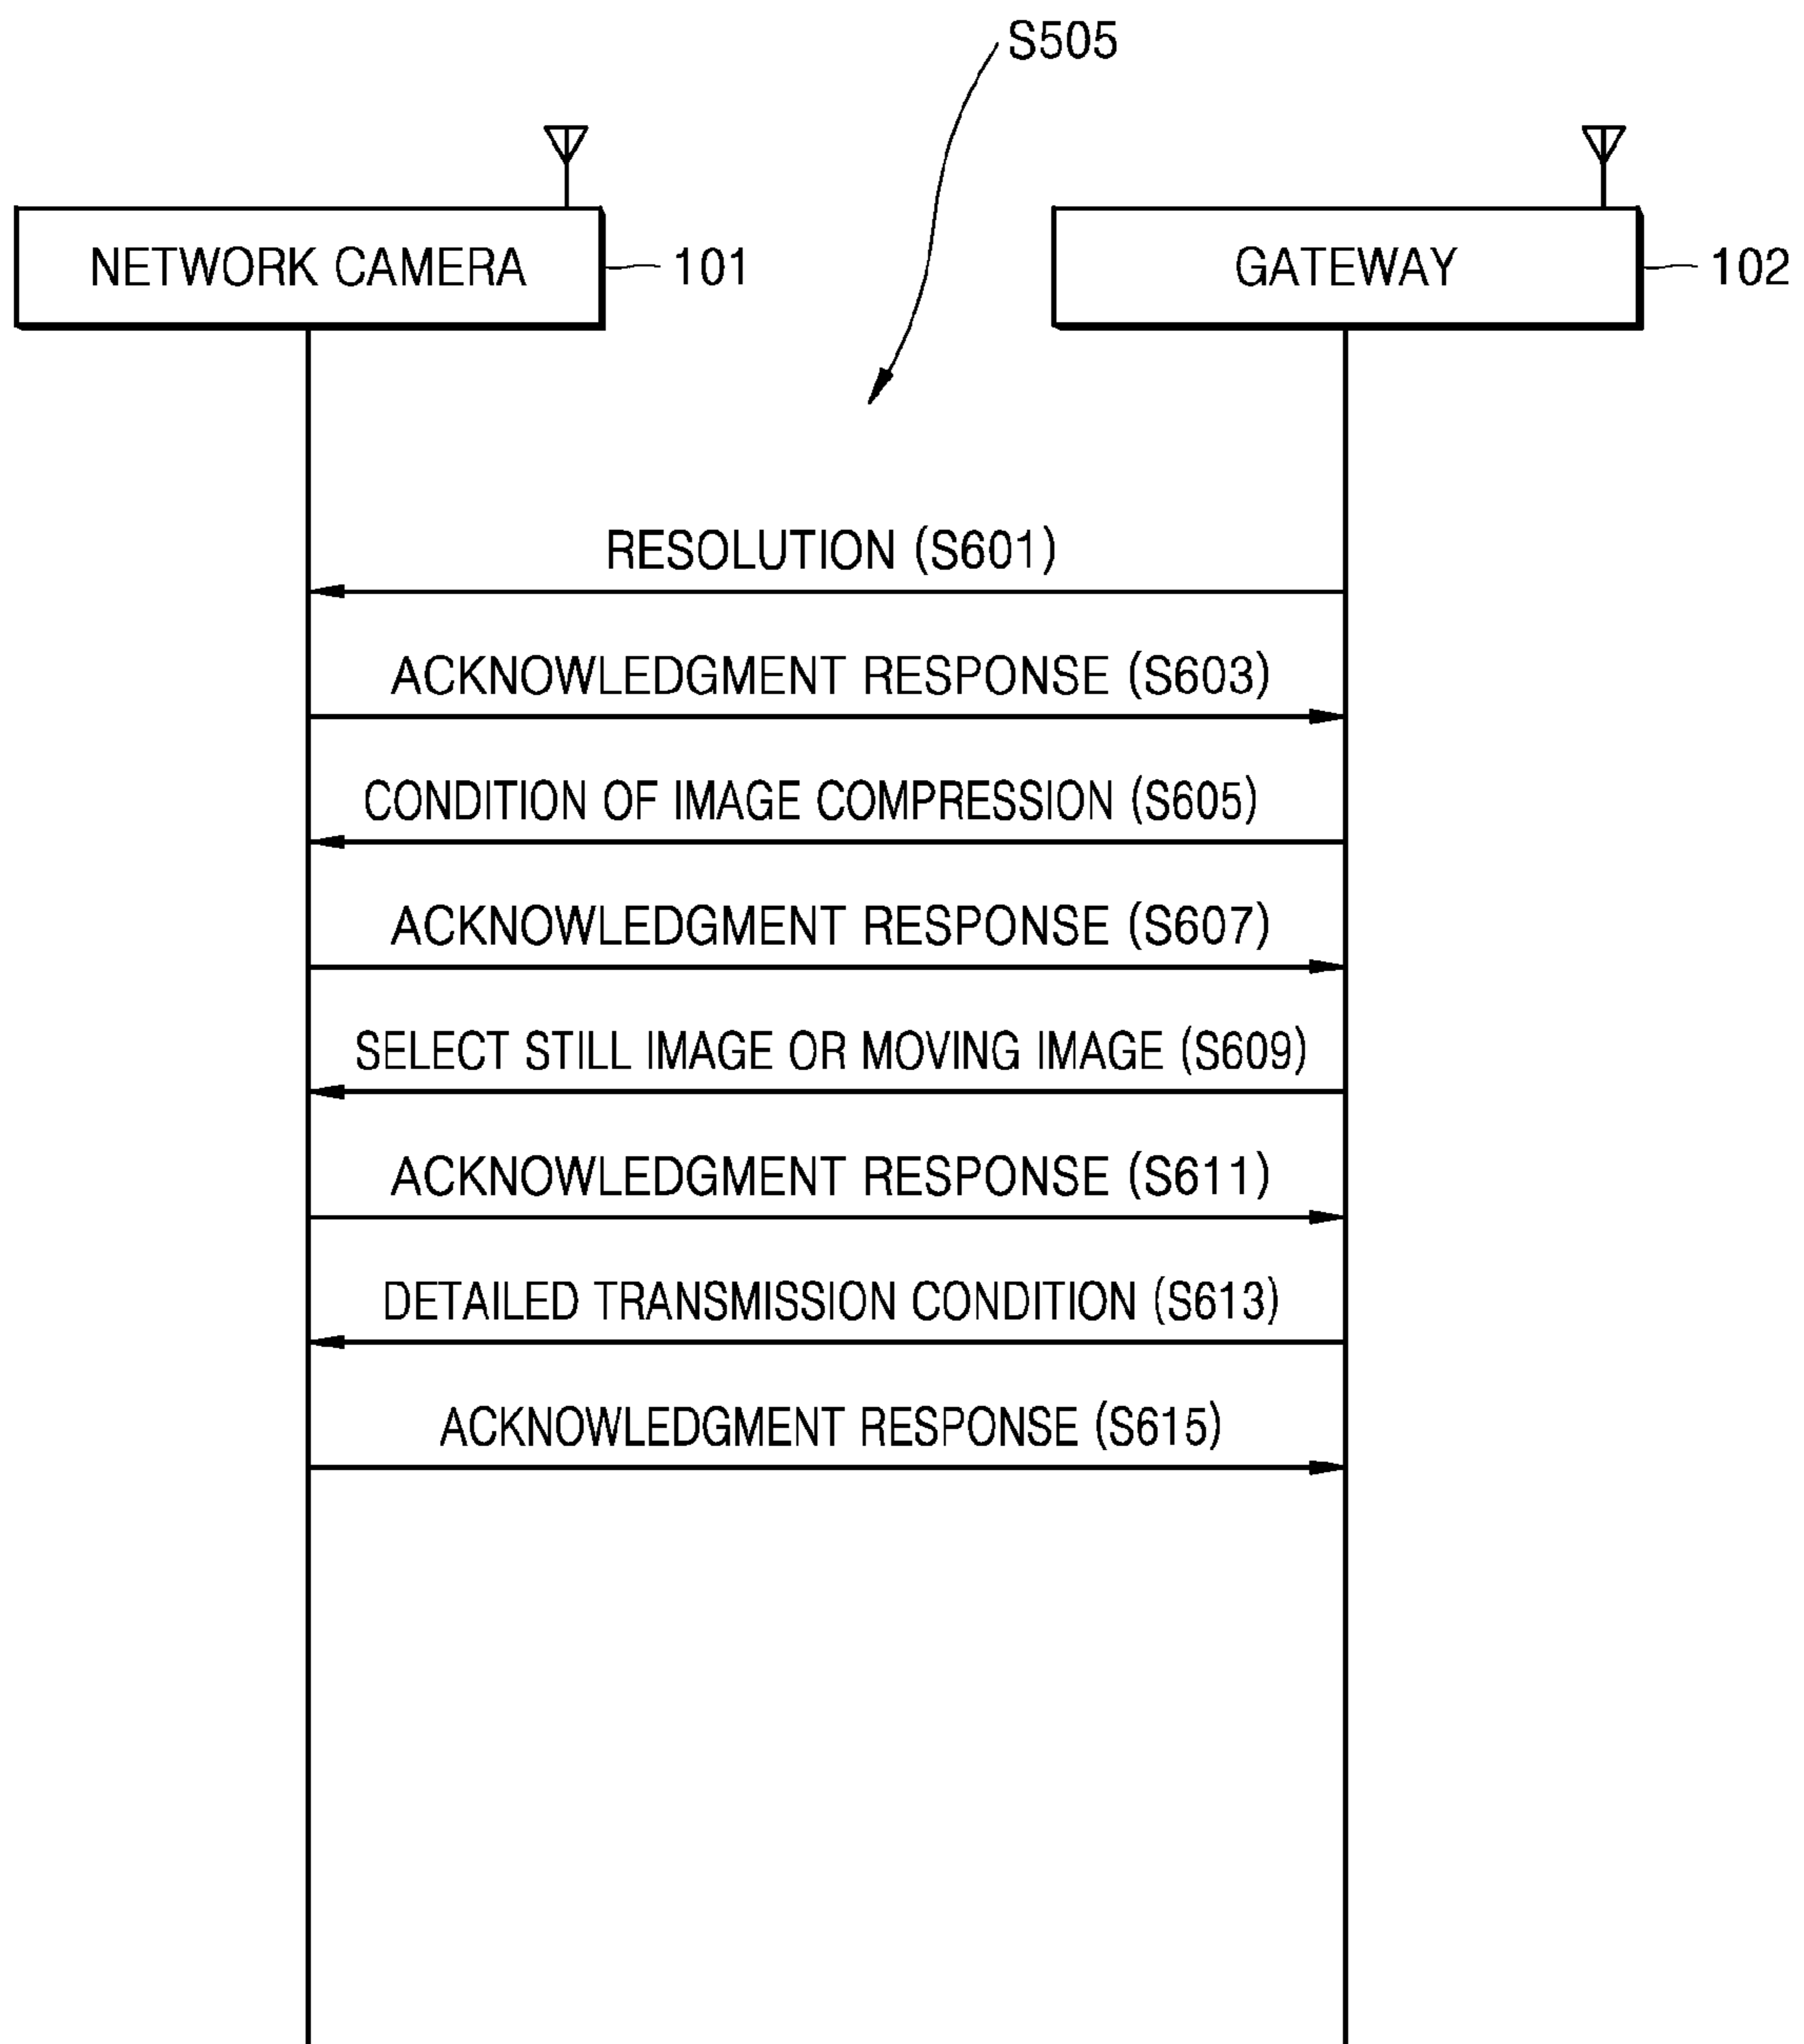 S505
NETWORK CAMERA
101
GATEWAY
102
RESOLUTION (S601)
ACKNOWLEDGMENT RESPONSE (S603)
CONDITION OF IMAGE COMPRESSION (S605)
ACKNOWLEDGMENT RESPONSE (S607)
SELECT STILL IMAGE OR MOVING IMAGE (S609)
ACKNOWLEDGMENT RESPONSE (S611)
DETAILED TRANSMISSION CONDITION (S613)
ACKNOWLEDGMENT RESPONSE (S615)